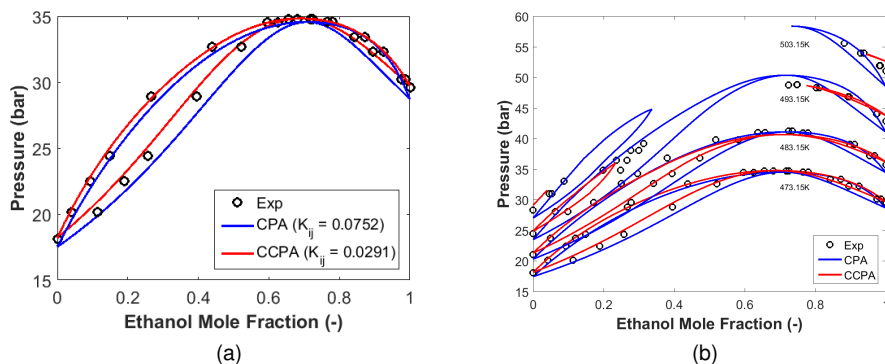 35
30
25
20
15
Pressure (bar)
Exp
CPA (Kij = 0.0752)
CCPA (Kij = 0.0291)
0 0.2 0.4 0.6 0.8 1
Ethanol Mole Fraction (-)
(a)
60
55
50
45
40
35
30
25
20
15
Pressure (bar)
503.15K
493.15K
483.15K
473.15K
Exp
CPA
CCPA
0 0.2 0.4 0.6 0.8 1
Ethanol Mole Fraction (-)
(b)